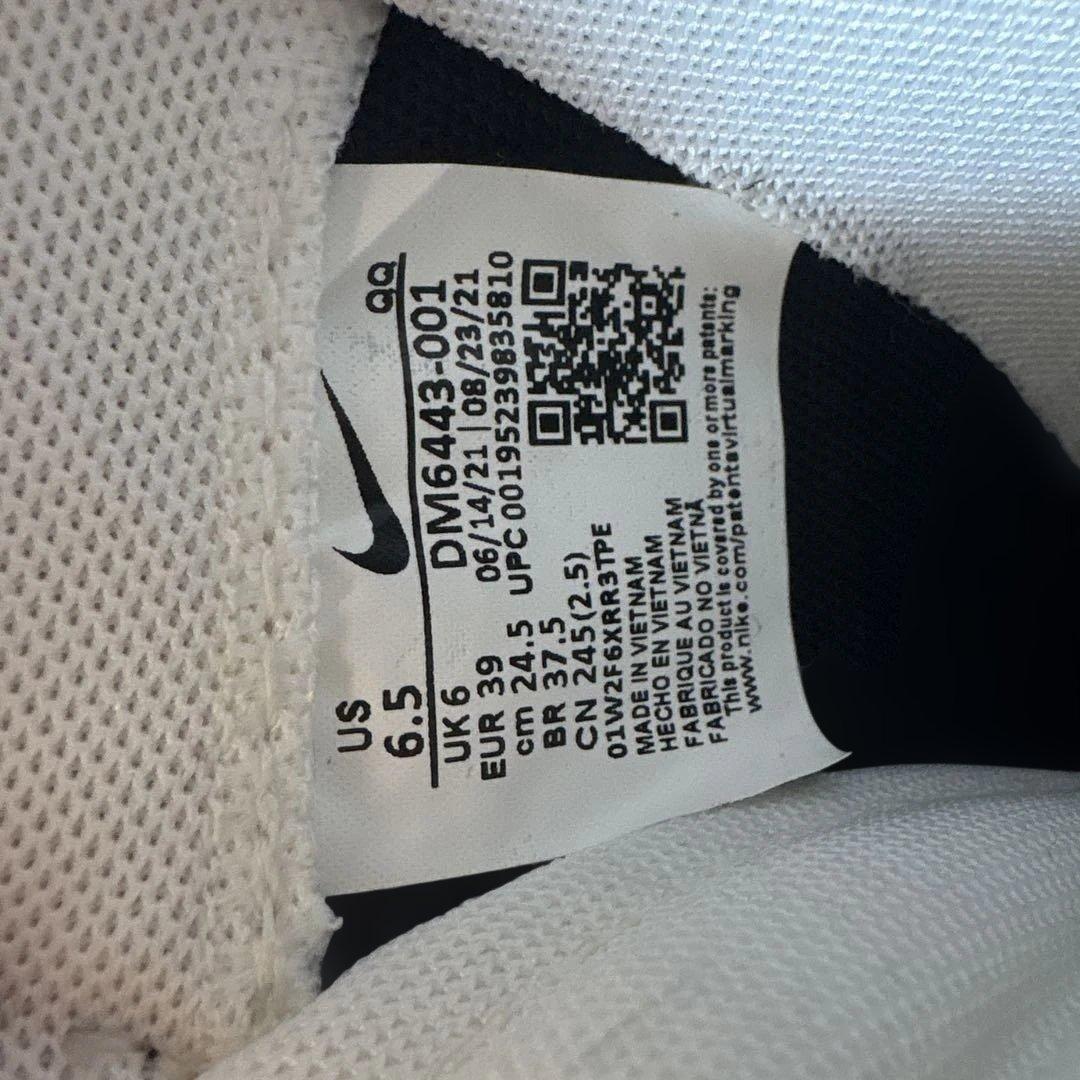 QQ
US
6.5
UK 6
DM6443-001
EUR 39
06/14/21 | 08/23/21
cm 24.5
UPC 00195239835810
BR 37.5
CN 245(2.5)
01W2F6XRR3TPE
MADE IN VIETNAM
HECHO EN VIETNAM
FABRIQUE AU VIETNAM
FABRICADO NO VIETNÃ
This product is covered by one or more patents:
www.nike.com/patentsvirtualmarking